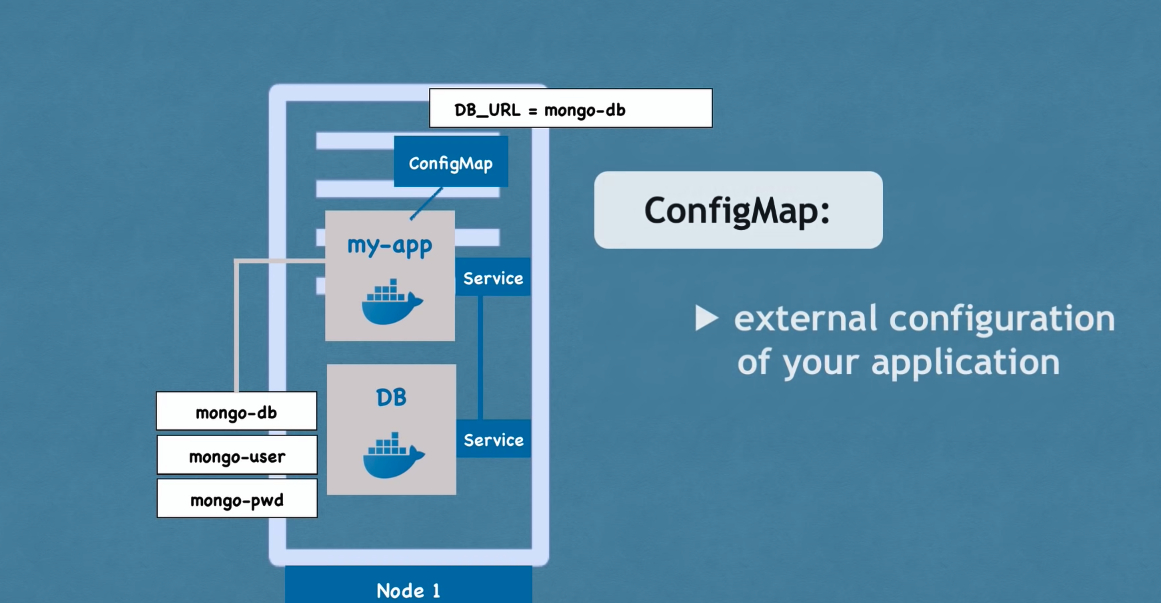 DB_URL = mongo-db
ConfigMap
ConfigMap:
my-app
Service
external configuration
of your application
DB
mongo-db
Service
mongo-user
mongo-pwd
Node 1